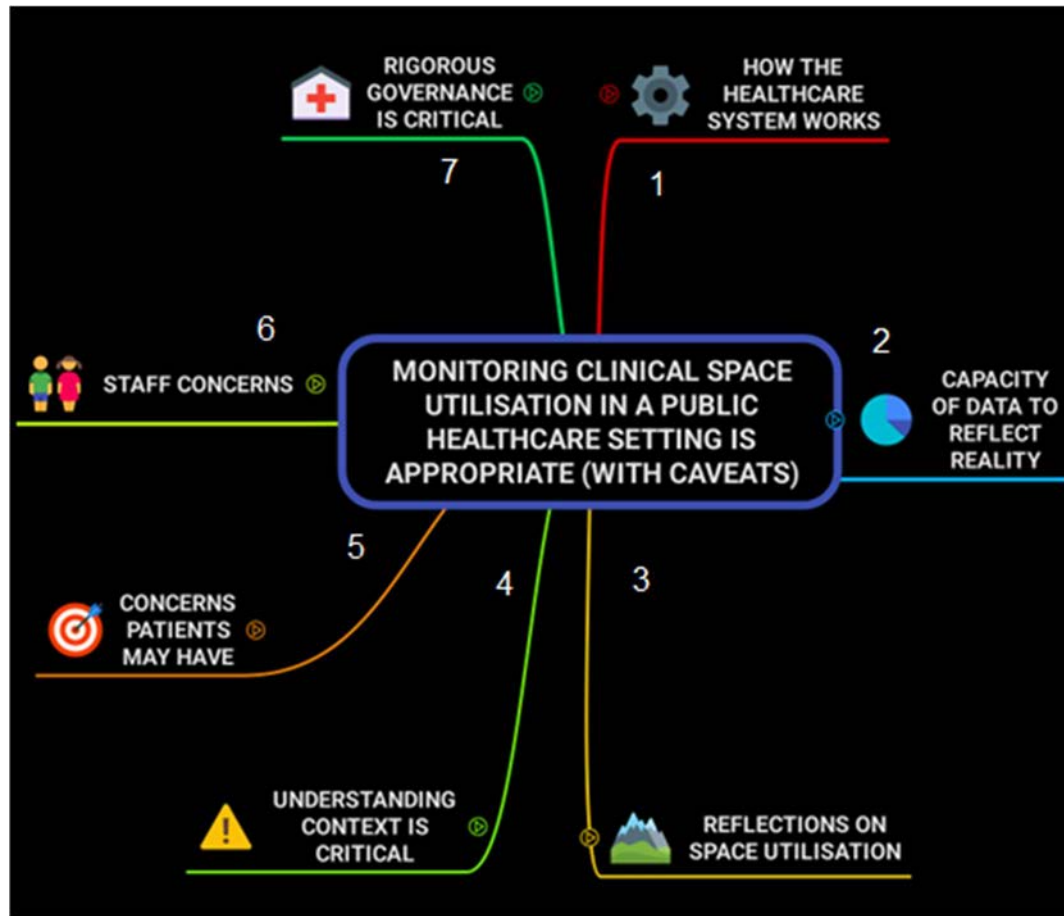 MONITORING CLINICAL SPACE
UTILISATION IN A PUBLIC
HEALTHCARE SETTING IS
APPROPRIATE (WITH CAVEATS)
1
HOW THE
HEALTHCARE
SYSTEM WORKS
2
CAPACITY
OF DATA TO
REFLECT
REALITY
3
REFLECTIONS ON
SPACE UTILISATION
4
UNDERSTANDING
CONTEXT IS
CRITICAL
5
CONCERNS
PATIENTS
MAY HAVE
6
STAFF CONCERNS
7
RIGOROUS
GOVERNANCE
IS CRITICAL